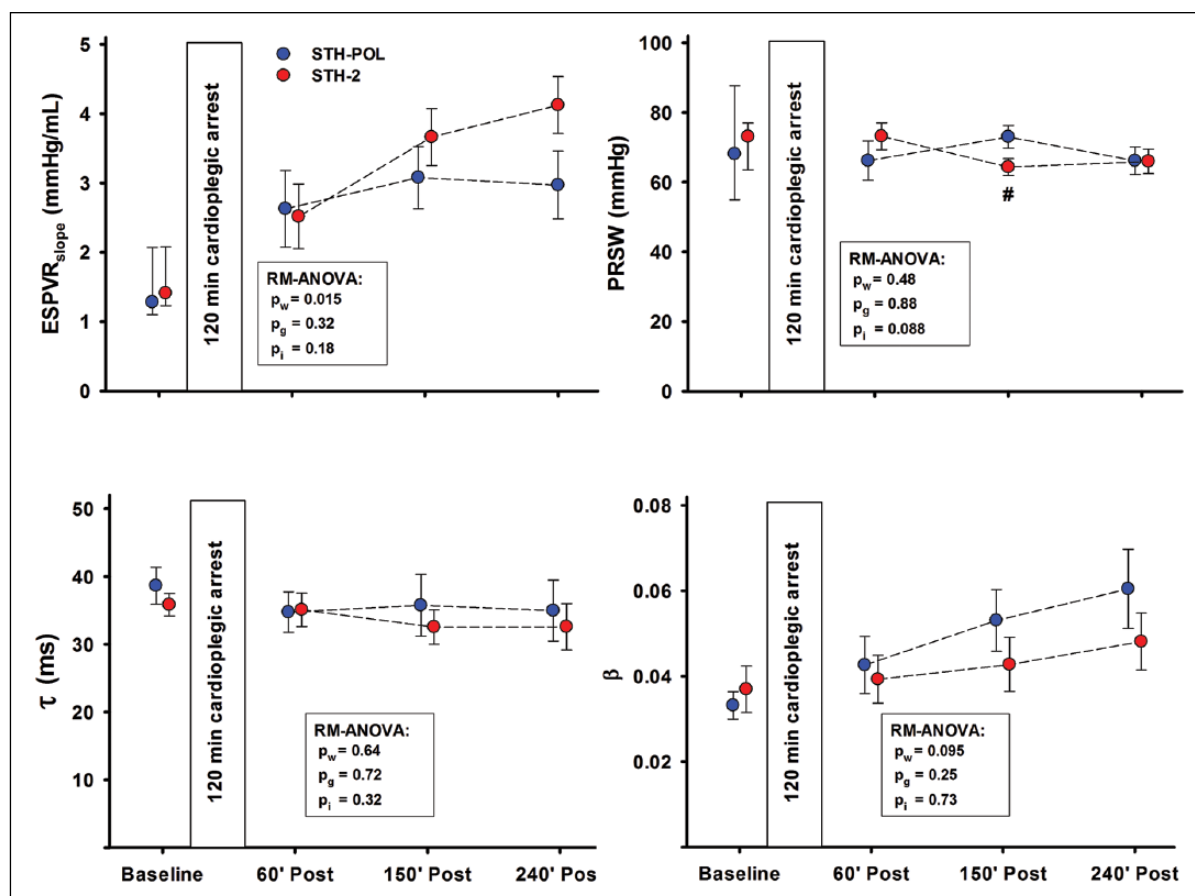 5
4
3
2
1
0
ESPVRslope (mmHg/mL)
120 min cardioplegic arrest
STH-POL
STH-2
RM-ANOVA:
pw = 0.015
pg = 0.32
pi = 0.18
100
80
60
40
20
0
PRSW (mmHg)
120 min cardioplegic arrest
#
RM-ANOVA:
pw = 0.48
pg = 0.88
pi = 0.088
50
40
30
20
10
τ (ms)
120 min cardioplegic arrest
RM-ANOVA:
pw = 0.64
pg = 0.72
pi = 0.32
Baseline 60' Post 150' Post 240' Pos
0.08
0.06
0.04
0.02
0.00
β
120 min cardioplegic arrest
RM-ANOVA:
pw = 0.095
pg = 0.25
pi = 0.73
Baseline 60' Post 150' Post 240' Post